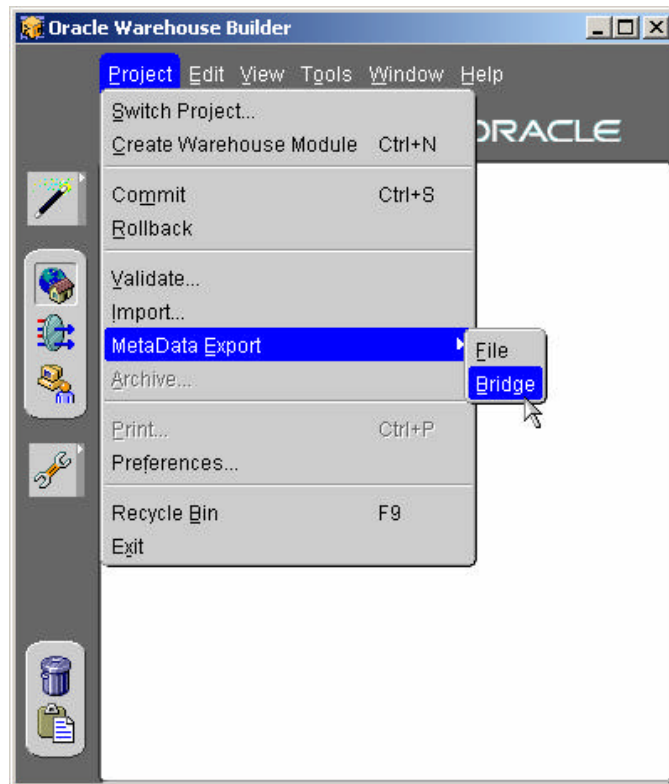 Oracle Warehouse Builder
Project Edit View Tools Window Help
ORACLE
Switch Project...
Create Warehouse Module Ctrl+N
Commit Ctrl+S
Rollback
Validate...
Import...
MetaData Export
File
Bridge
Archive...
Print... Ctrl+P
Preferences...
Recycle Bin F9
Exit